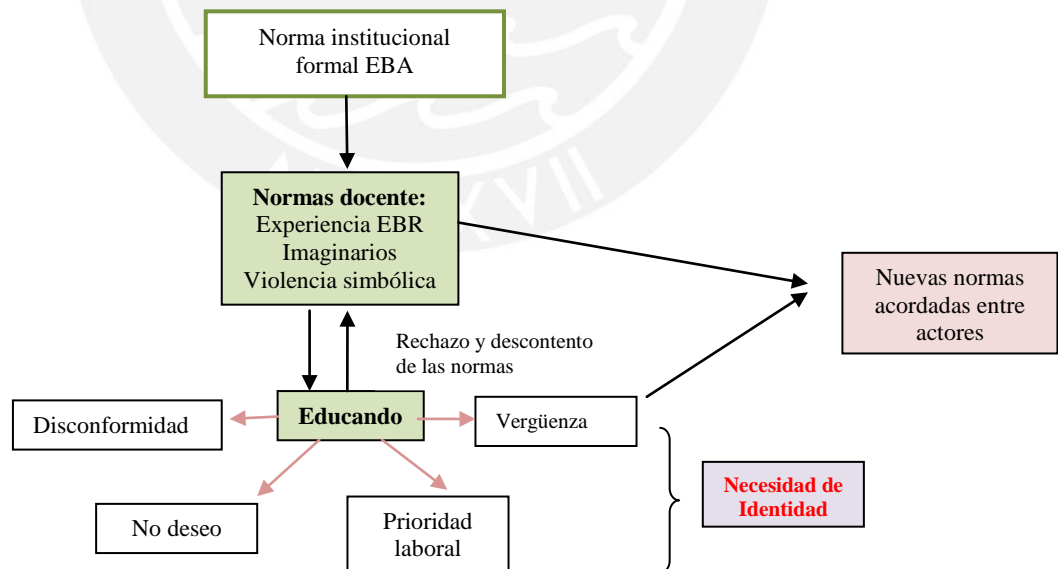 Norma institucional
formal EBA
XVII
Normas docente:
Experiencia EBR
Imaginarios
Violencia simbólica
Nuevas normas
acordadas entre
actores
Rechazo y descontento
de las normas
Disconformidad
Educando
Vergüenza
No deseo
Prioridad
laboral
Necesidad de
Identidad